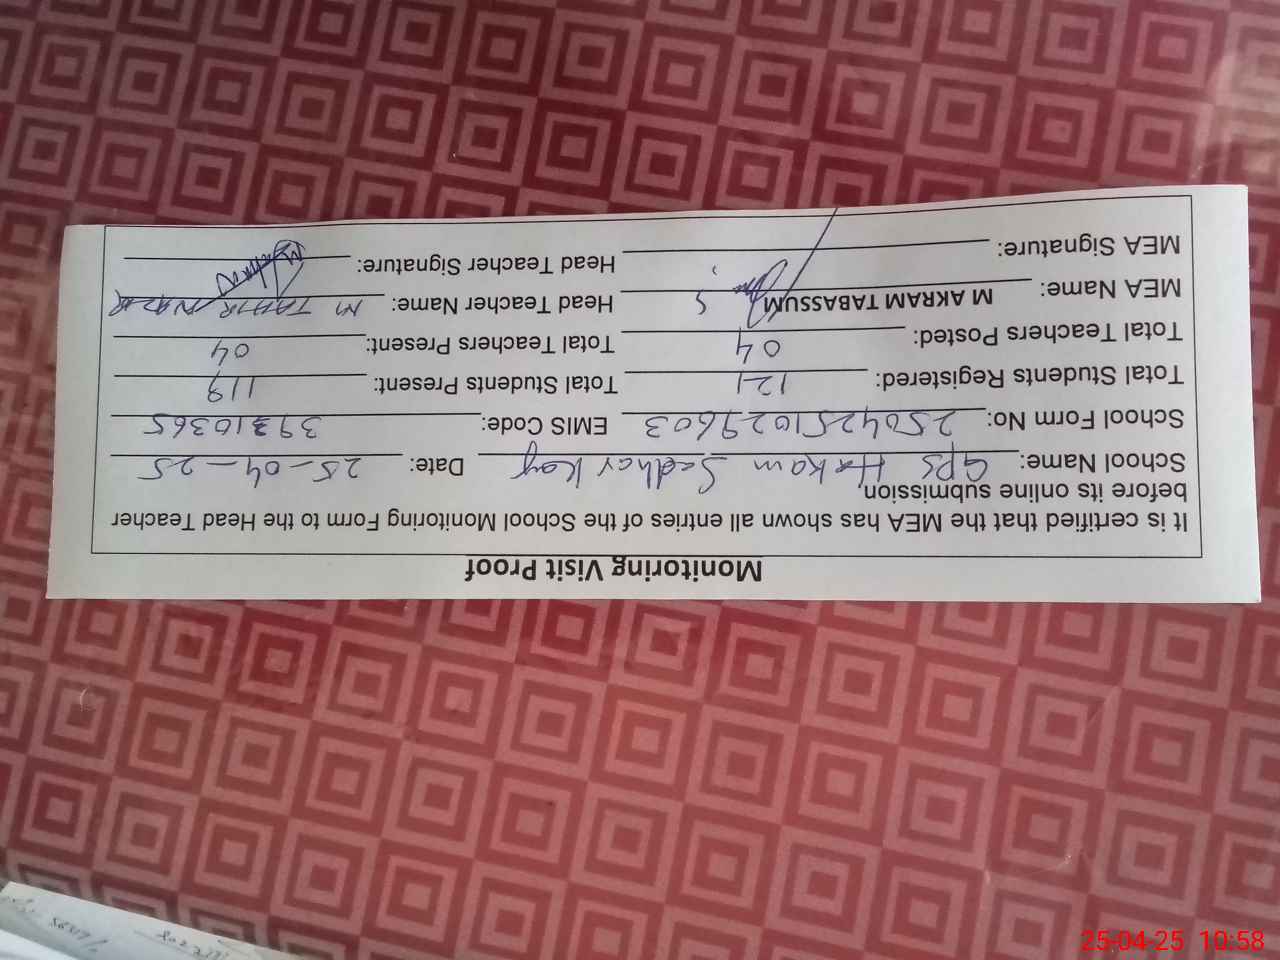 Monitoring Visit Proof
It is certified that the MEA has shown all entries of the School Monitoring Form to the Head Teacher
before its online submission.
School Name: GPS Hakam Sadhar Kay Date: 25-04-25
School Form No: 2504251029603 EMIS Code: 39310365
Total Students Registered: 121 Total Students Present: 119
Total Teachers Posted: 04 Total Teachers Present: 04
MEA Name: M AKRAM TABASSUM Head Teacher Name: M TAHIR NAZIR
MEA Signature: Head Teacher Signature:
25-04-25 10:58